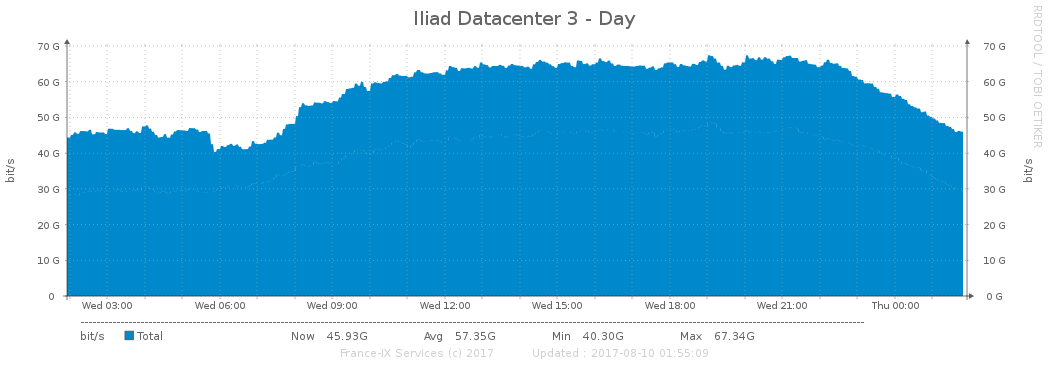 Iliad Datacenter 3 - Day
RRDTOOL / TOBI OETIKER
70 G 70 G
60 G 60 G
50 G 50 G
40 G 40 G
30 G 30 G
20 G 20 G
10 G 10 G
0 0 G
bit/s bit/s
Wed 03:00 Wed 06:00 Wed 09:00 Wed 12:00 Wed 15:00 Wed 18:00 Wed 21:00 Thu 00:00
bit/s Total Now 45.93G Avg 57.35G Min 40.30G Max 67.34G
France-IX Services (c) 2017 Updated : 2017-08-10 01:55:09